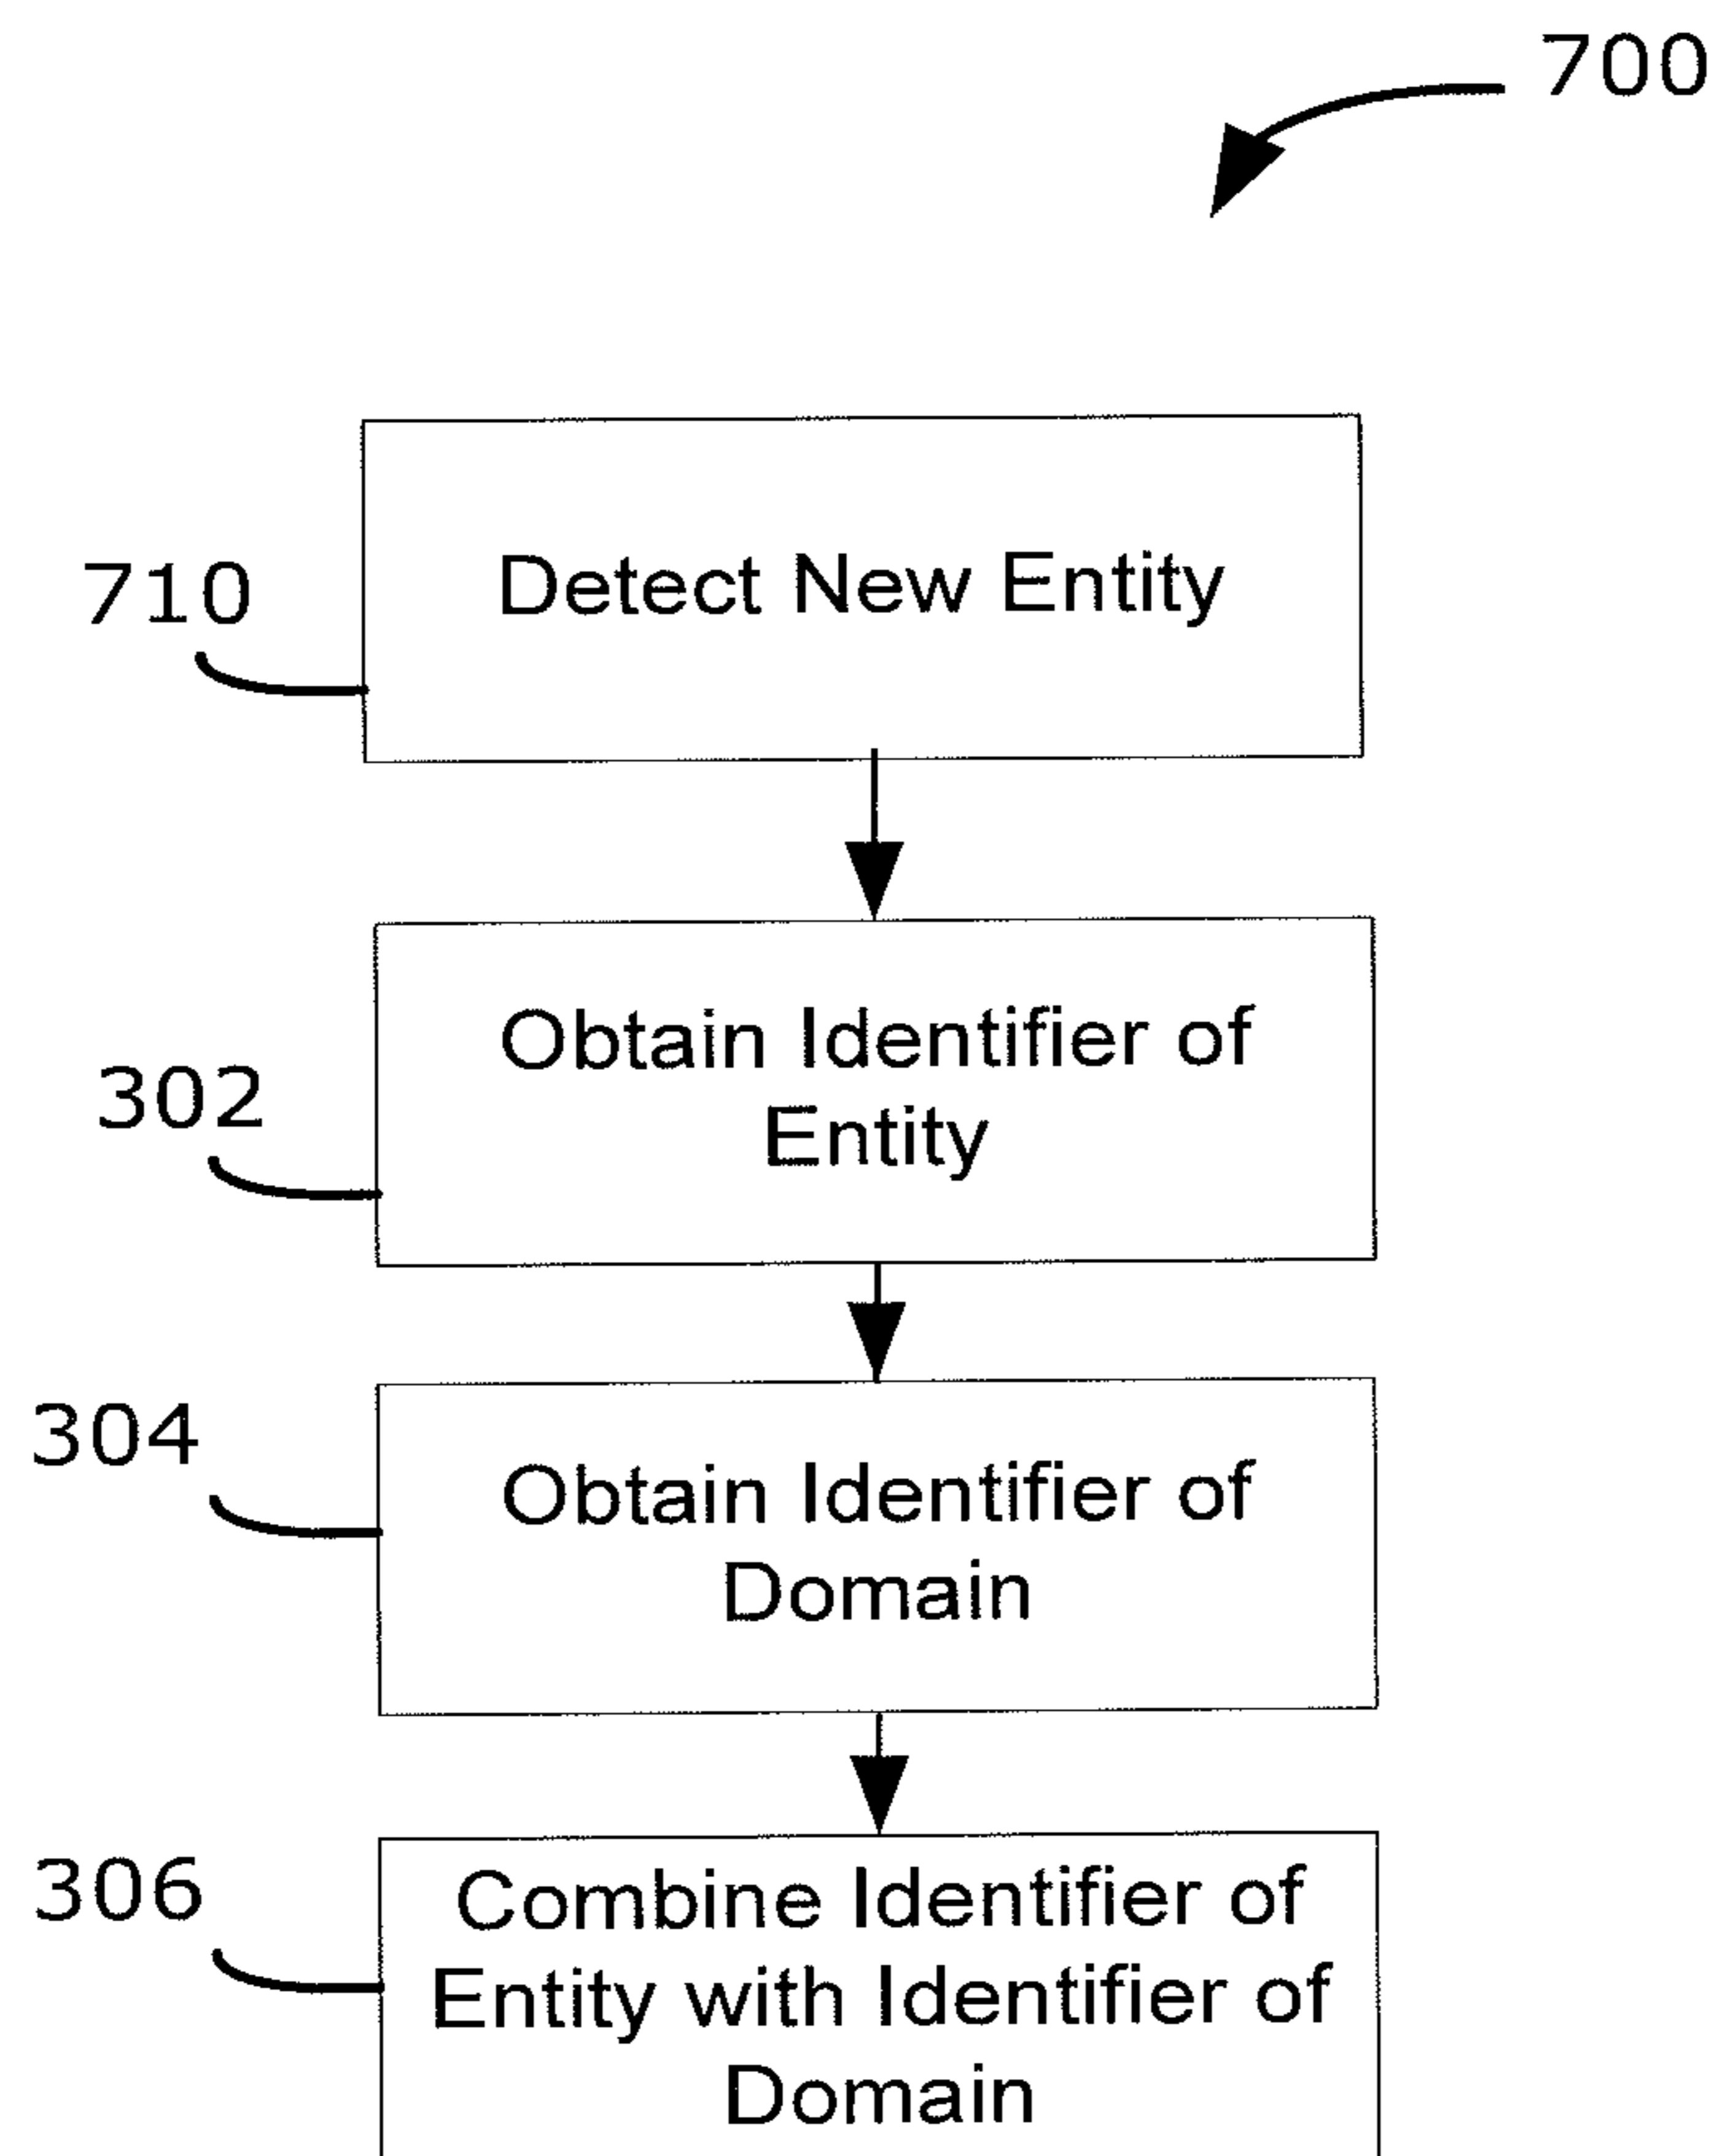 700
710
Detect New Entity
302
Obtain Identifier of
Entity
304
Obtain Identifier of
Domain
306
Combine Identifier of
Entity with Identifier of
Domain